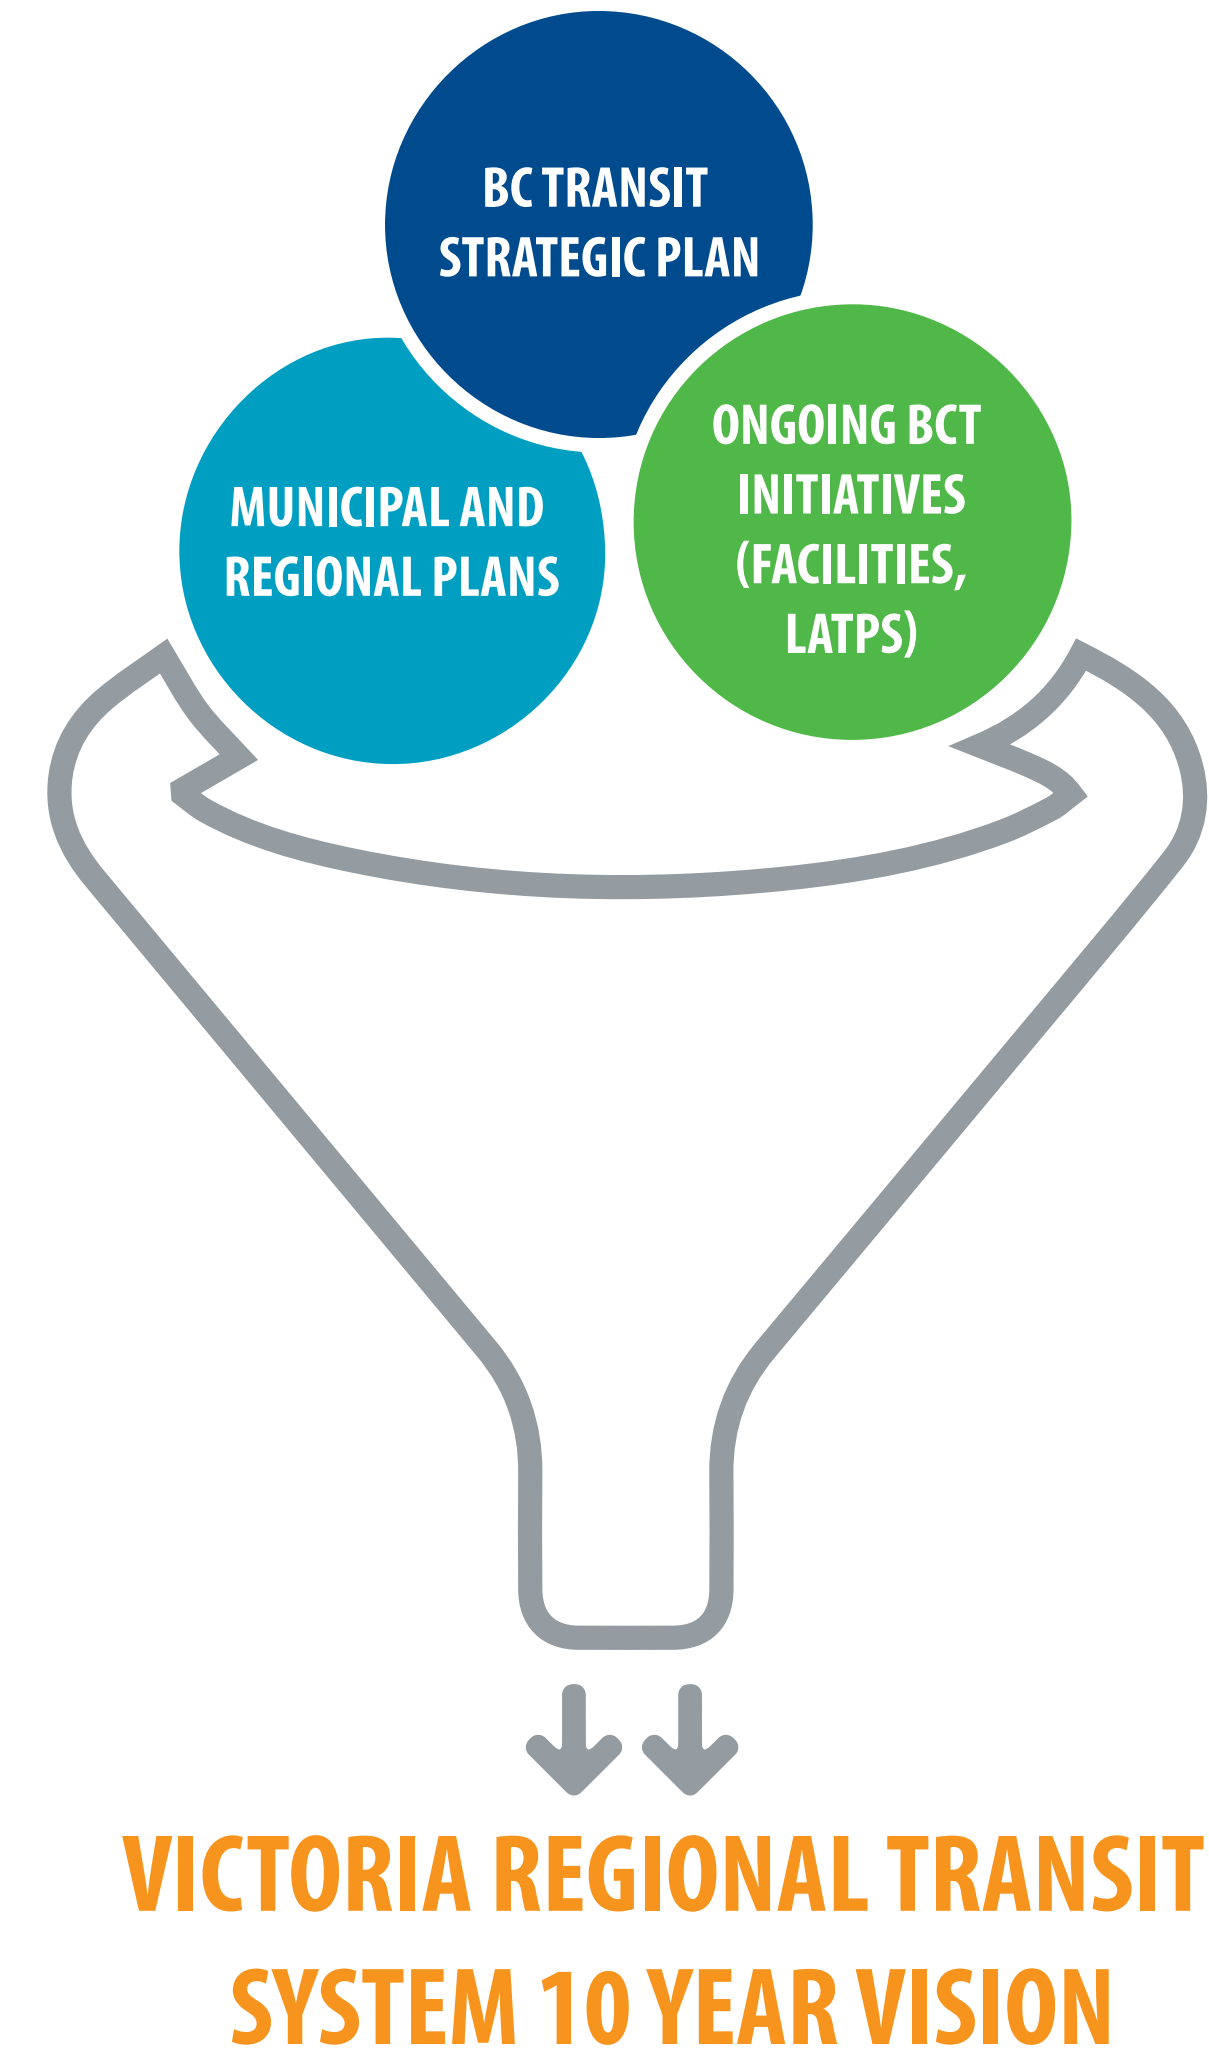 BC TRANSIT
STRATEGIC PLAN
MUNICIPAL AND
REGIONAL PLANS
ONGOING BCT
INITIATIVES
(FACILITIES,
LATPS)
VICTORIA REGIONAL TRANSIT
SYSTEM 10 YEAR VISION